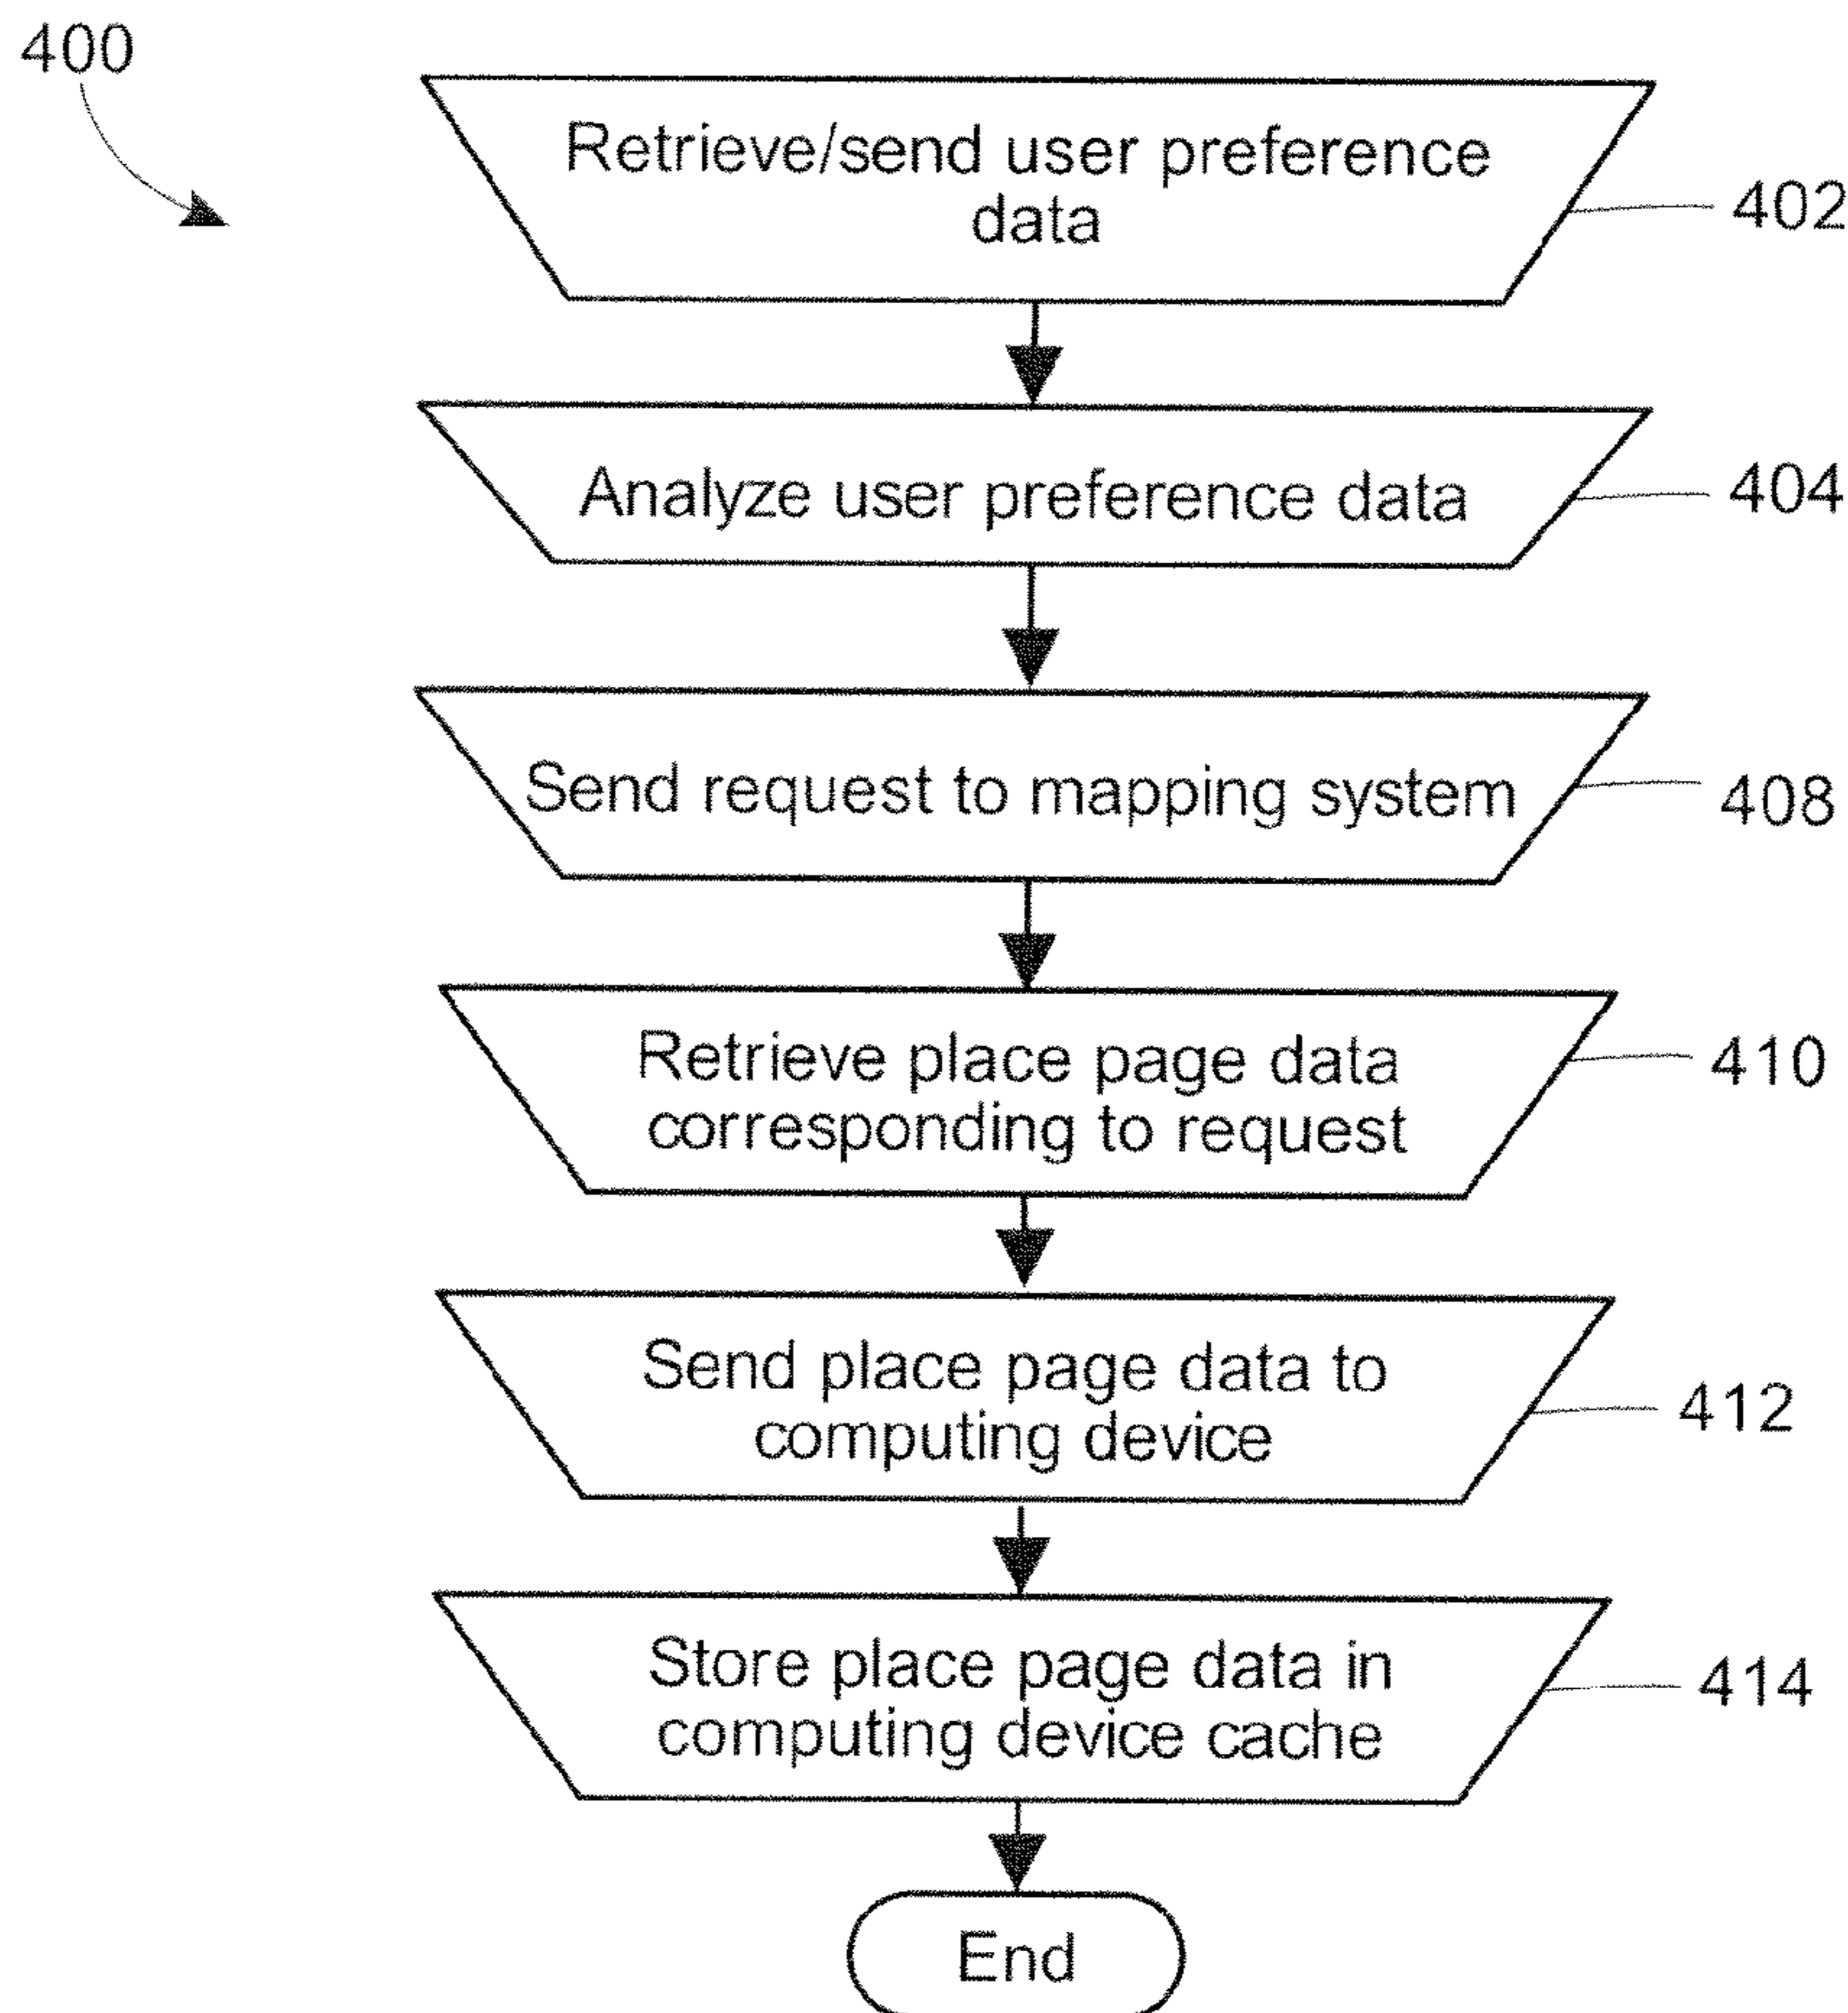 400
Retrieve/send user preference
data
402
Analyze user preference data
404
Send request to mapping system
408
Retrieve place page data
corresponding to request
410
Send place page data to
computing device
412
Store place page data in
computing device cache
414
End